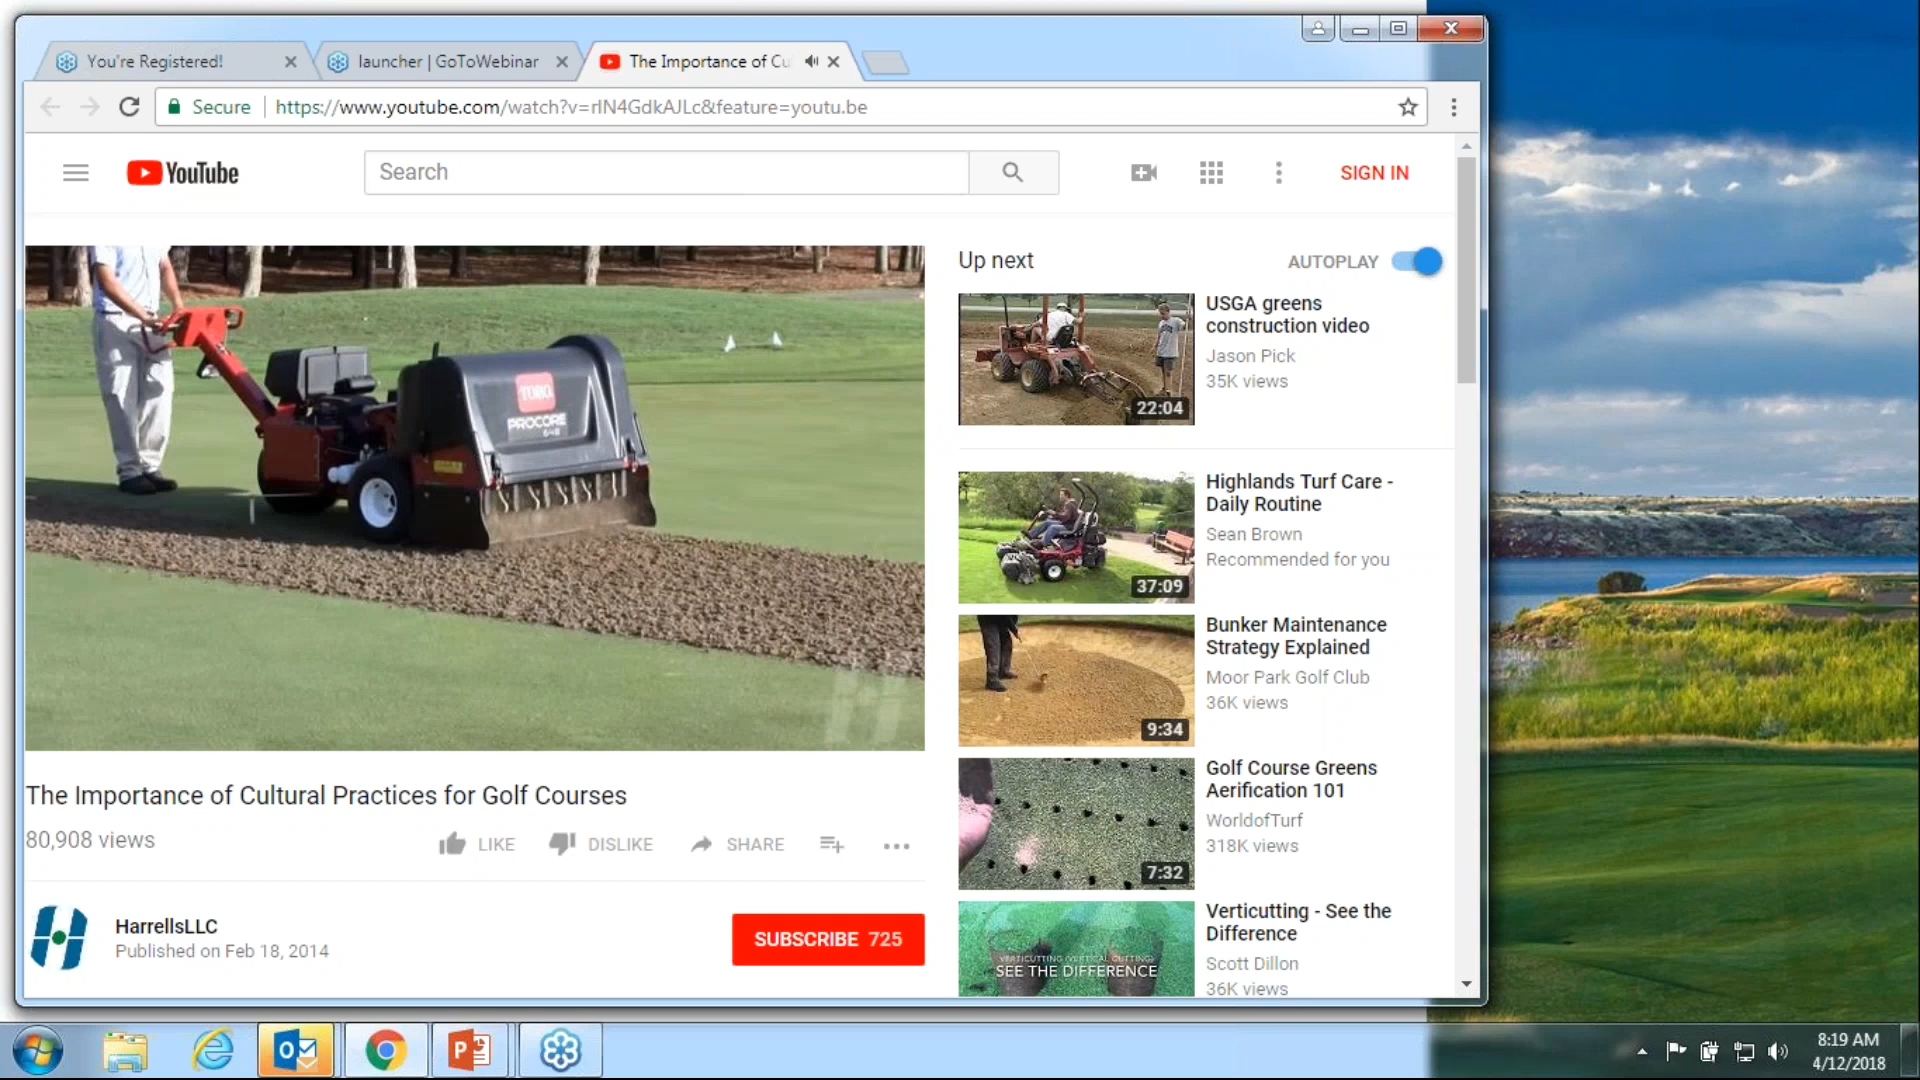 You're Registered!
launcher | GoToWebinar
The Importance of Cu
Secure
https://www.youtube.com/watch?v=rIN4GdkAJLc&feature=youtu.be
YouTube
Search
SIGN IN
TORO
PROCORE
648
The Importance of Cultural Practices for Golf Courses
80,908 views
LIKE
DISLIKE
SHARE
HarrellsLLC
Published on Feb 18, 2014
SUBSCRIBE 725
Up next
AUTOPLAY
22:04
USGA greens
construction video
Jason Pick
35K views
37:09
Highlands Turf Care -
Daily Routine
Sean Brown
Recommended for you
9:34
Bunker Maintenance
Strategy Explained
Moor Park Golf Club
36K views
7:32
Golf Course Greens
Aerification 101
WorldofTurf
318K views
VERTICUTTING (VERTICAL CUTTING)
SEE THE DIFFERENCE
Verticutting - See the
Difference
Scott Dillon
36K views
8:19 AM
4/12/2018